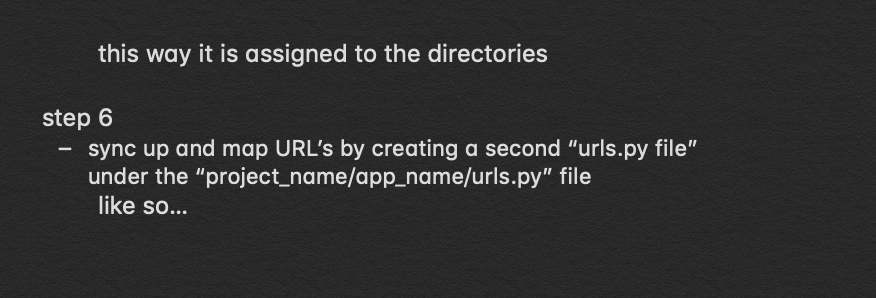 this way it is assigned to the directories
step 6
– sync up and map URL’s by creating a second “urls.py file”
under the “project_name/app_name/urls.py” file
like so...